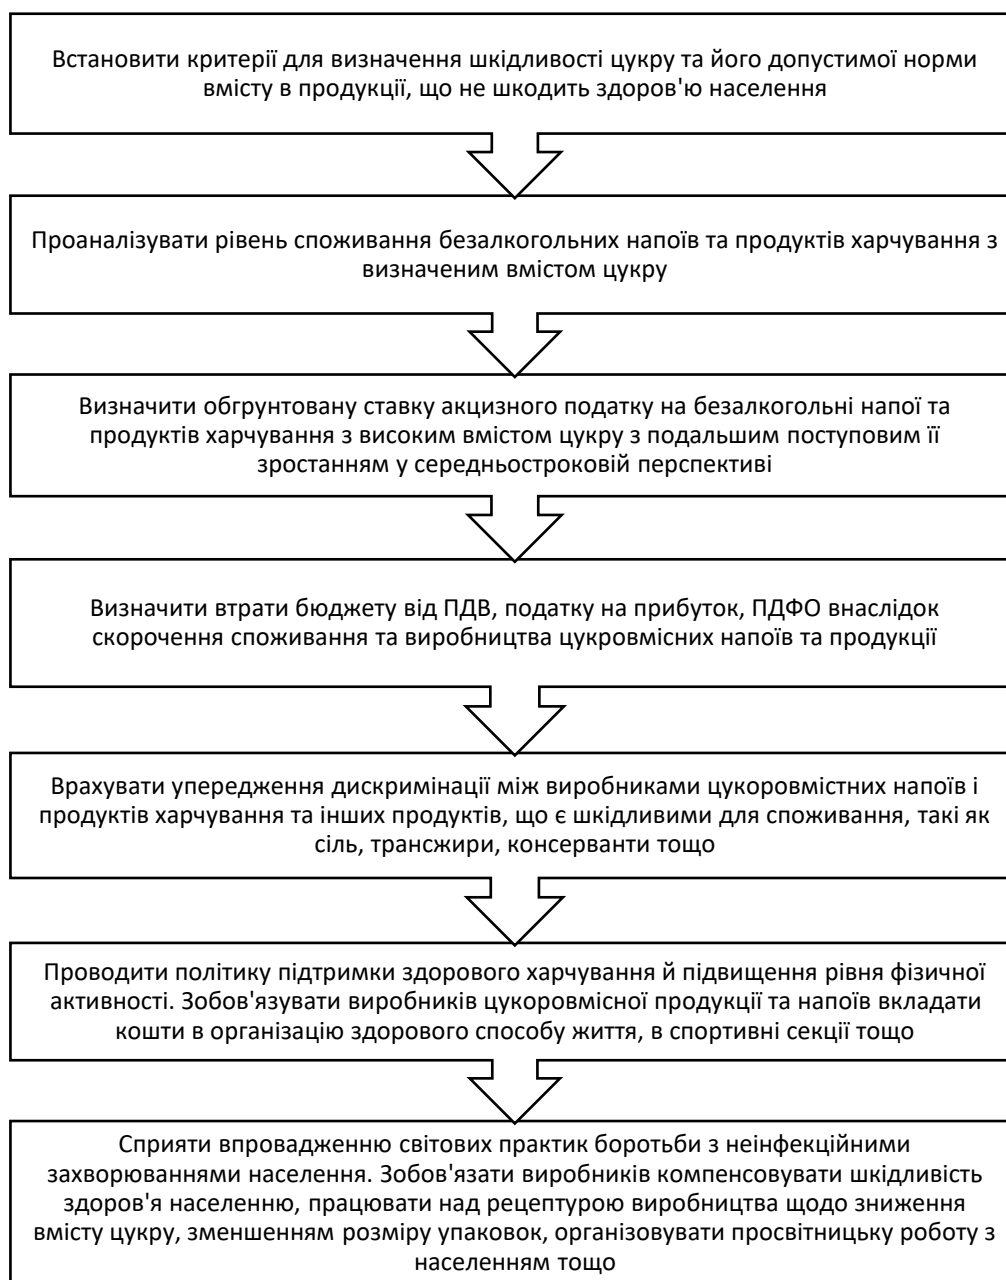 Встановити критерії для визначення шкідливості цукру та його допустимої норми
вмісту в продукції, що не шкодить здоров'ю населення
Проаналізувати рівень споживання безалкогольних напоїв та продуктів харчування з
визначеним вмістом цукру
Визначити обгрунтовану ставку акцизного податку на безалкогольні напої та
продуктів харчування з високим вмістом цукру з подальшим поступовим її
зростанням у середньостроковій перспективі
Визначити втрати бюджету від ПДВ, податку на прибуток, ПДФО внаслідок
скорочення споживання та виробництва цукровмісних напоїв та продукції
Врахувати упередження дискримінації між виробниками цукоровмістних напоїв і
продуктів харчування та інших продуктів, що є шкідливими для споживання, такі як
сіль, трансжири, консерванти тощо
Проводити політику підтримки здорового харчування й підвищення рівня фізичної
активності. Зобов'язувати виробників цукоровмісної продукції та напоїв вкладати
кошти в організацію здорового способу життя, в спортивні секції тощо
Сприяти впровадженню світових практик боротьби з неінфекційними
захворюваннями населення. Зобов'язати виробників компенсовувати шкідливість
здоров'я населенню, працювати над рецептурою виробництва щодо зниження
вмісту цукру, зменшенням розміру упаковок, організовувати просвітницьку роботу з
населенням тощо